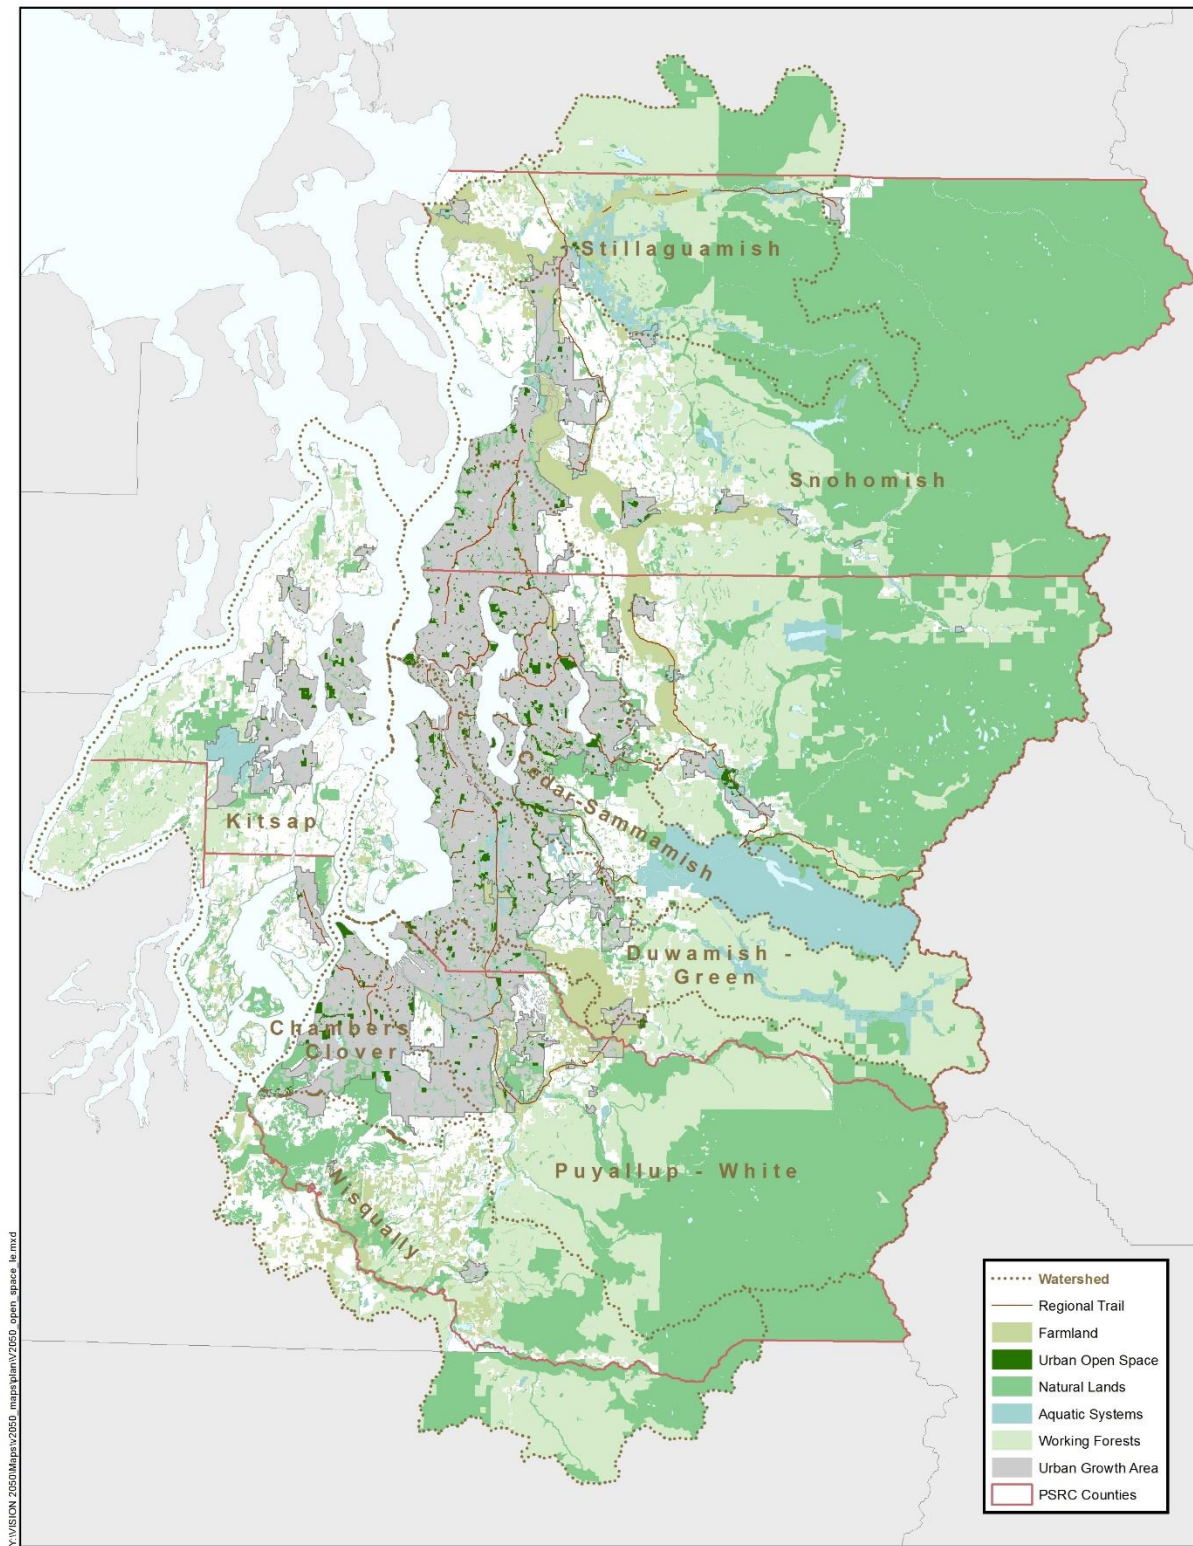 Stillaguamish
Snohomish
Kitsap
Cedar-Sammamish
Duwamish -
Green
Chambers
Clover
Puyallup - White
Nisqually
Watershed
Regional Trail
Farmland
Urban Open Space
Natural Lands
Aquatic Systems
Working Forests
Urban Growth Area
PSRC Counties
Y:\VISION 2050\Maps\v2050_maps\plan\V2050_open_space_le.mxd